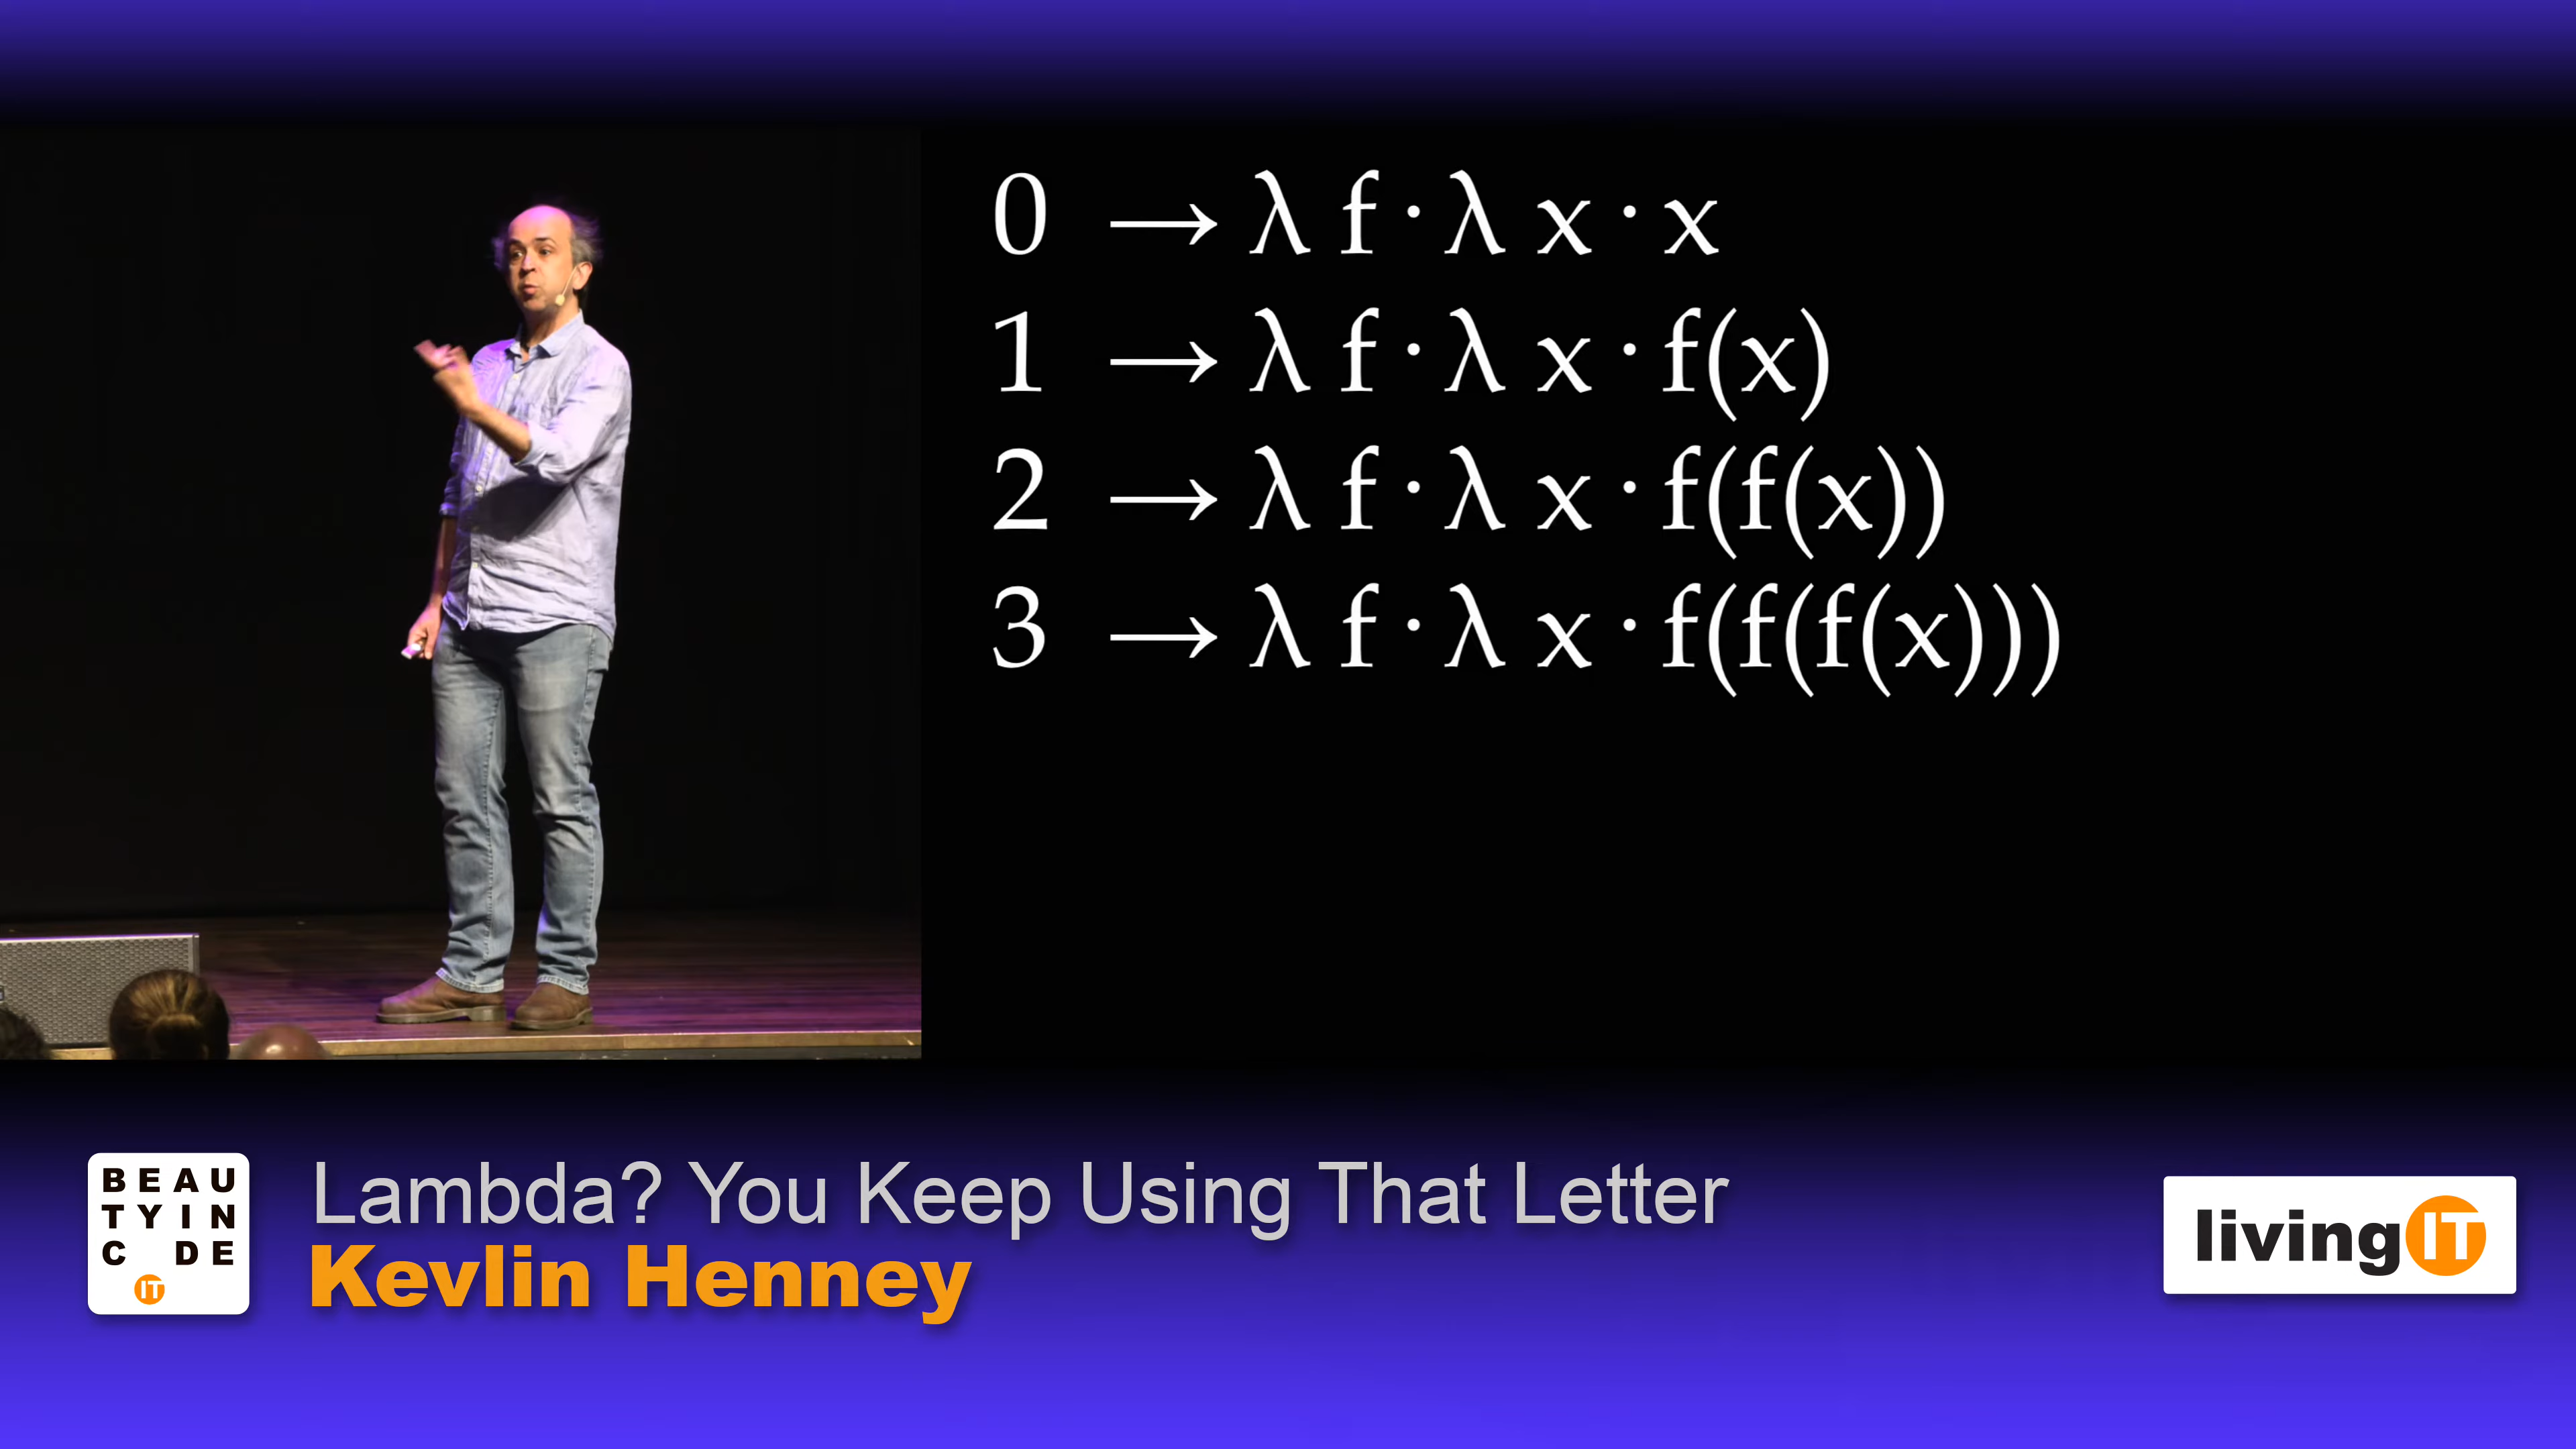 0 → λ f · λ x · x
1 → λ f · λ x · f(x)
2 → λ f · λ x · f(f(x))
3 → λ f · λ x · f(f(f(x)))
BEAU
TYIN
C DE
IT
Lambda? You Keep Using That Letter
Kevlin Henney
livingIT